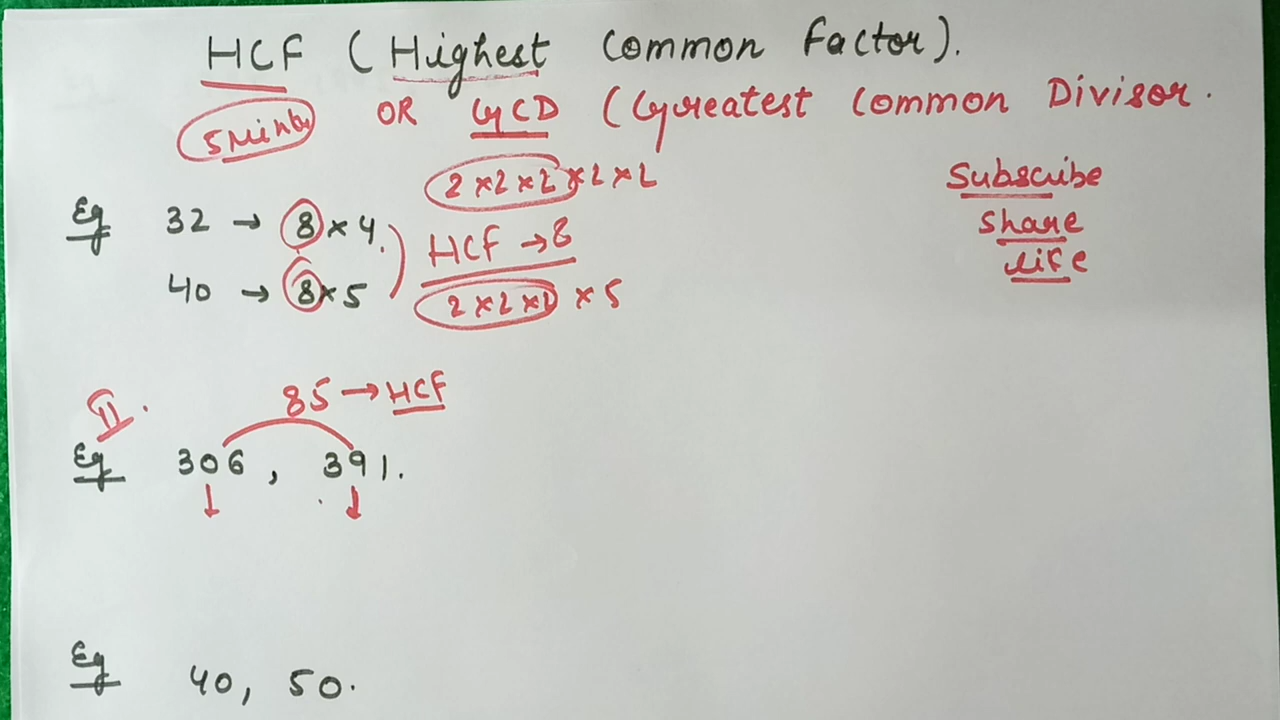 HCF (Highest Common Factor).
5 Mints OR GCD (Greatest Common Divisor.
2×2×2×2×2
Subscribe
Share
Like
Eg 32 → 8×4
HCF → 8
40 → 8×5
2×2×2×5
II.
85 → HCF
Eg 306, 391.
Eg 40, 50.